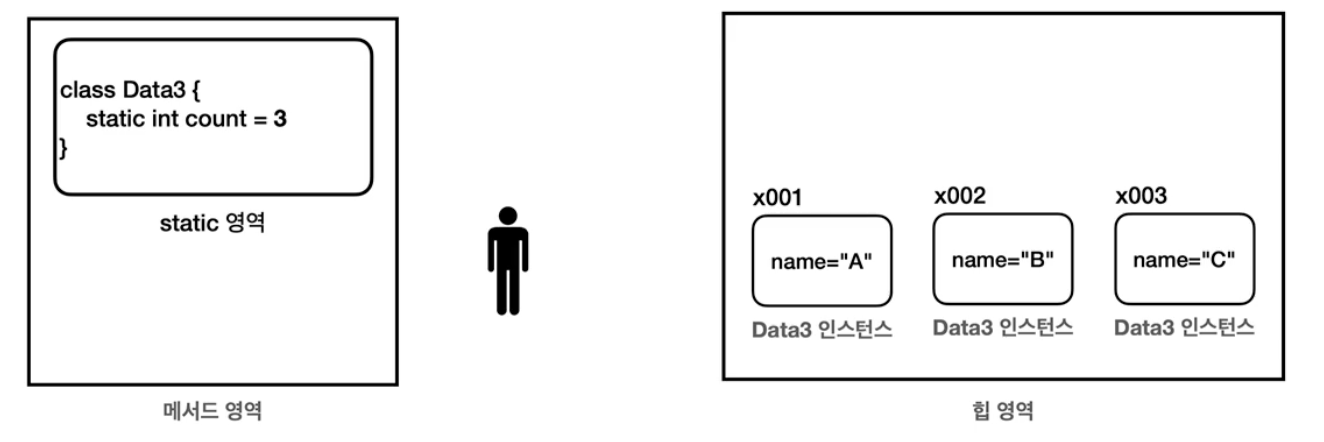 class Data3 {
static int count = 3
}
static 영역
메서드 영역
x001
x002
x003
name="A"
name="B"
name="C"
Data3 인스턴스
Data3 인스턴스
Data3 인스턴스
힙 영역